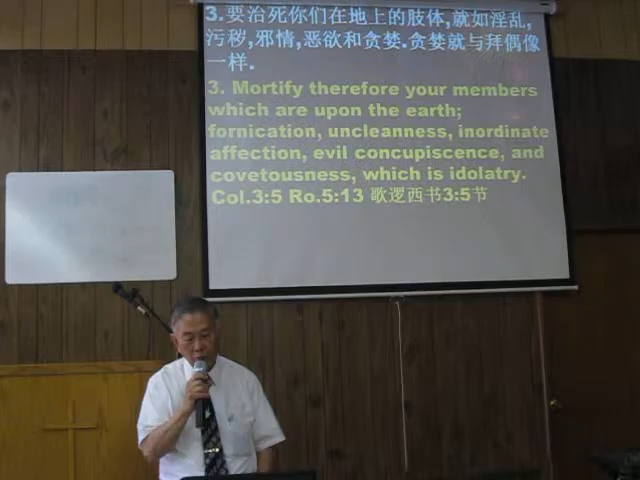 3.要治死你们在地上的肢体,就如淫乱,
污秽,邪情,恶欲和贪婪.贪婪就与拜偶像
一样.
3. Mortify therefore your members
which are upon the earth;
fornication, uncleanness, inordinate
affection, evil concupiscence, and
covetousness, which is idolatry.
Col.3:5 Ro.5:13 歌逻西书3:5节